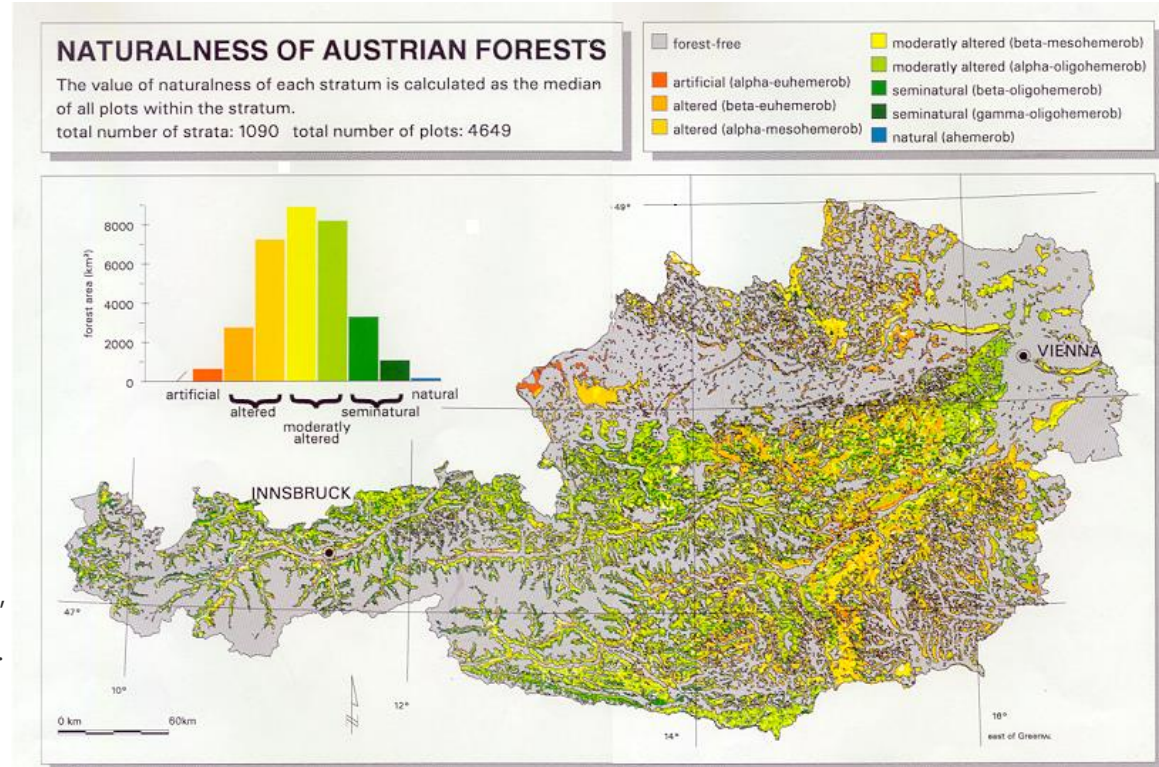 NATURALNESS OF AUSTRIAN FORESTS
The value of naturalness of each stratum is calculated as the median
of all plots within the stratum.
total number of strata: 1090 total number of plots: 4649
forest-free
artificial (alpha-euhemerob)
altered (beta-euhemerob)
altered (alpha-mesohemerob)
moderatly altered (beta-mesohemerob)
moderatly altered (alpha-oligohemerob)
seminatural (beta-oligohemerob)
seminatural (gamma-oligohemerob)
natural (ahemerob)
forest area (km²)
8000
6000
4000
2000
0
artificial
altered
moderatly
altered
seminatural
natural
49°
VIENNA
INNSBRUCK
47°
10°
12°
14°
16°
east of Greenw.
0 km
60km